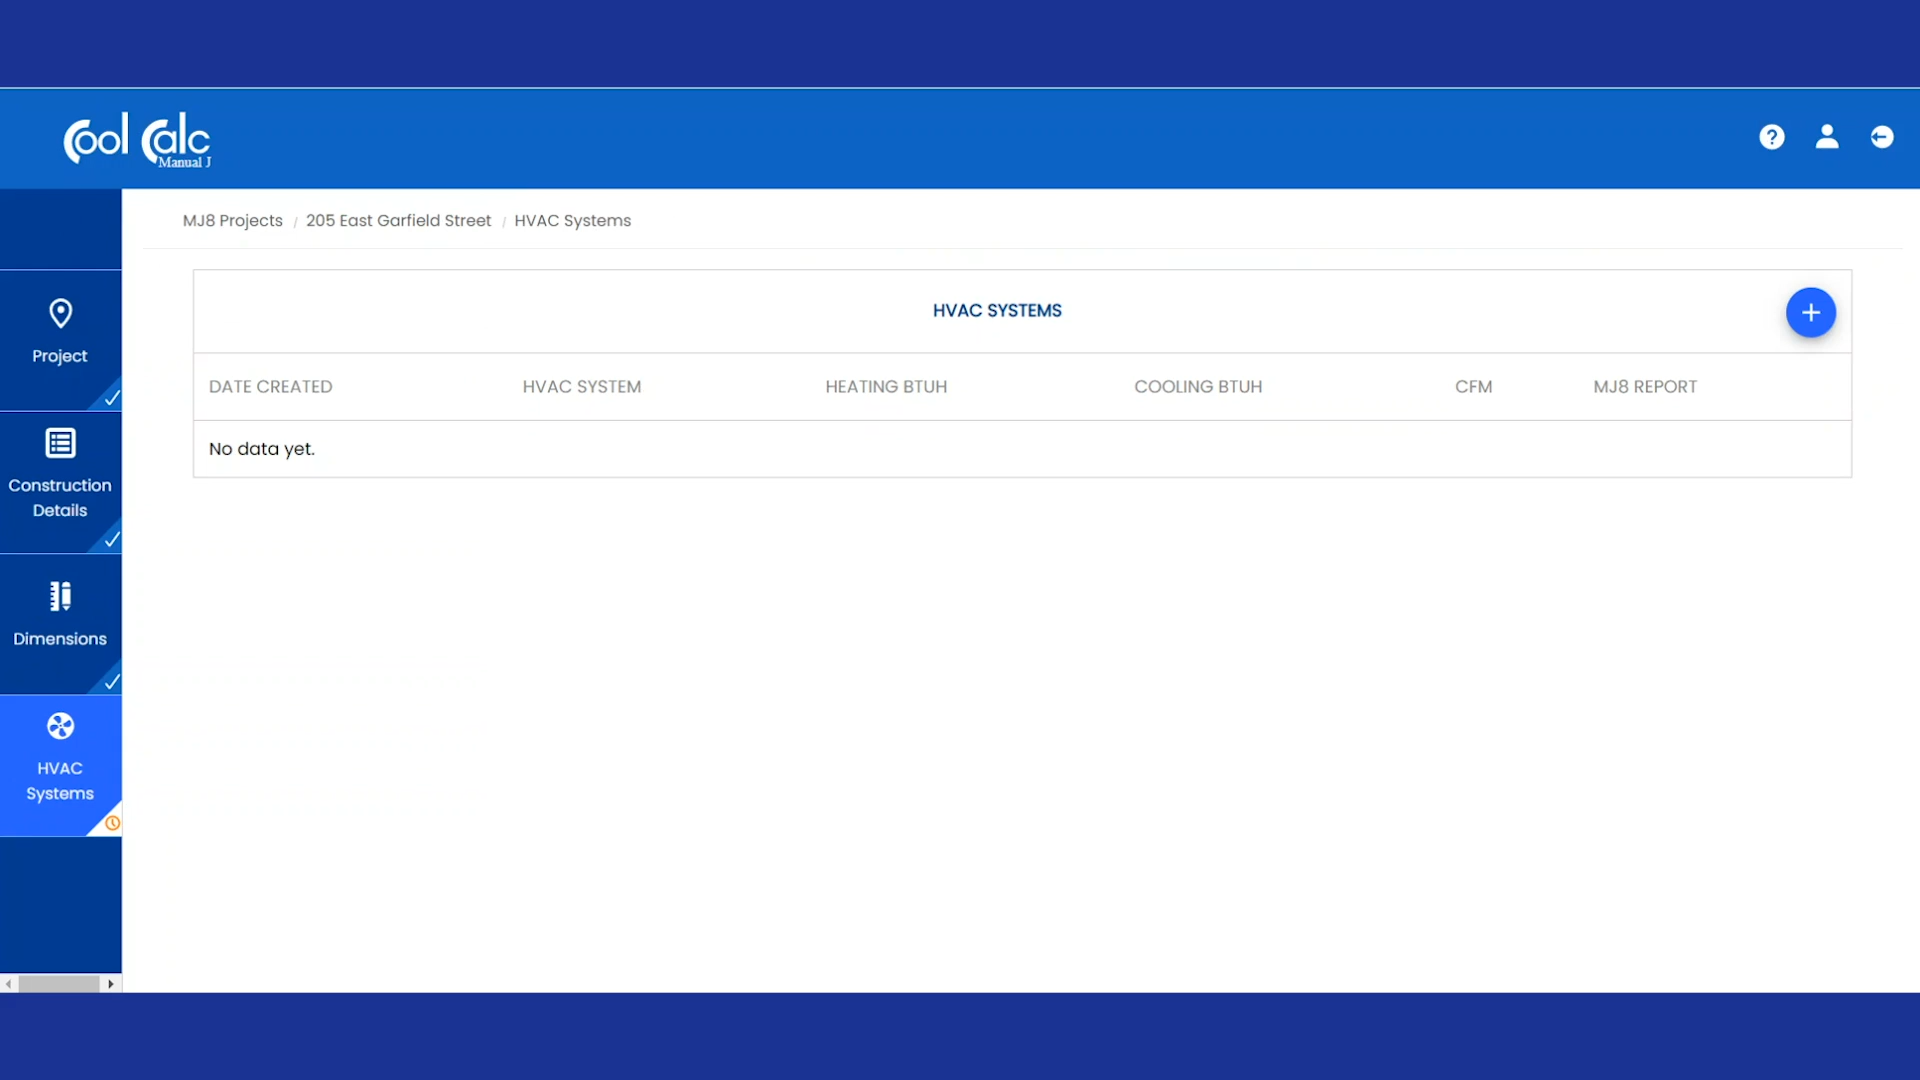 Cool Calc
Manual J
MJ8 Projects / 205 East Garfield Street / HVAC Systems
HVAC SYSTEMS
DATE CREATED HVAC SYSTEM HEATING BTUH COOLING BTUH CFM MJ8 REPORT
No data yet.
Project
Construction
Details
Dimensions
HVAC
Systems